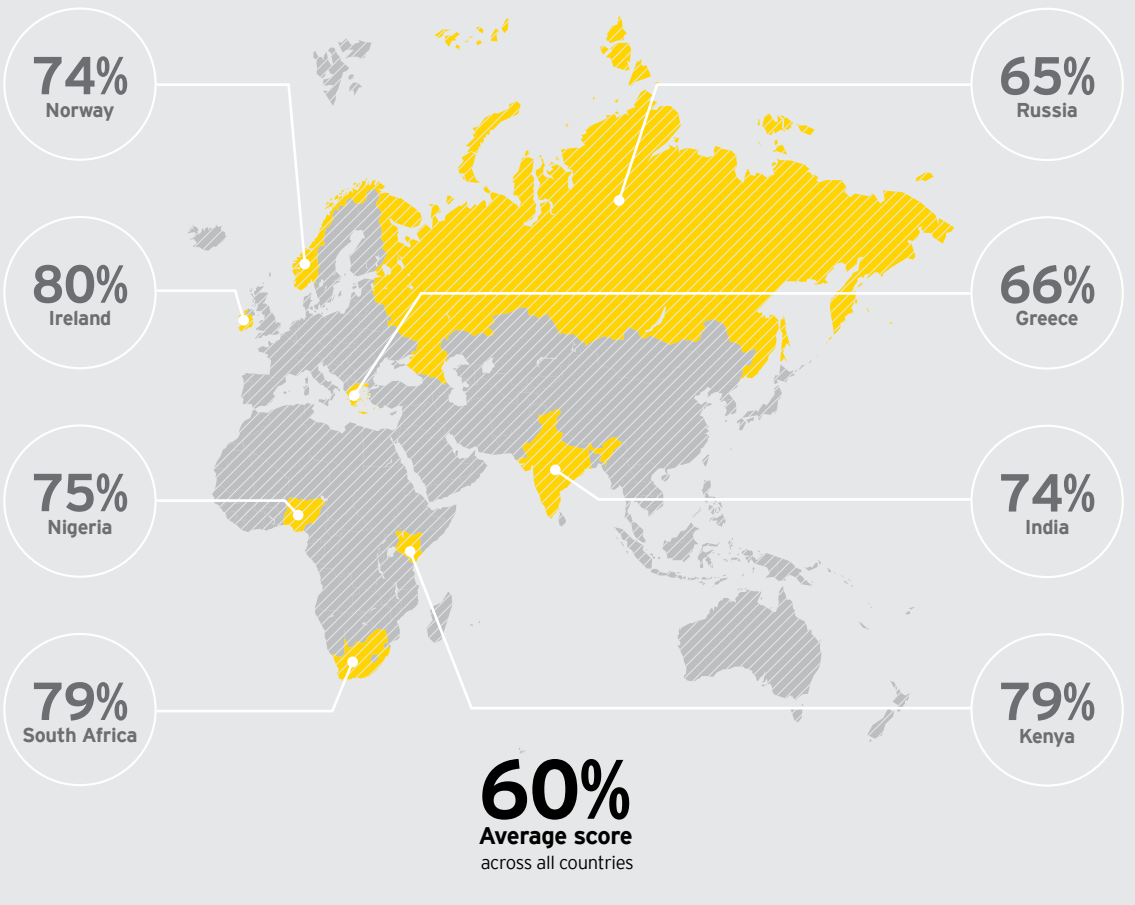 74%
Norway
65%
Russia
80%
Ireland
66%
Greece
75%
Nigeria
74%
India
79%
South Africa
79%
Kenya
60%
Average score
across all countries